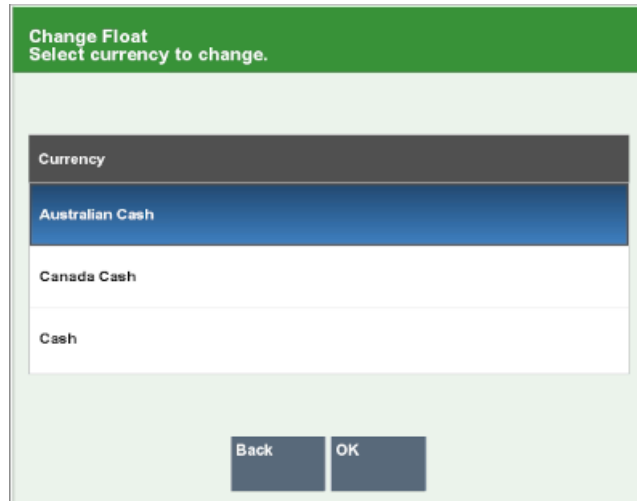 Change Float
Select currency to change.
Currency
Australian Cash
Canada Cash
Cash
Back
OK